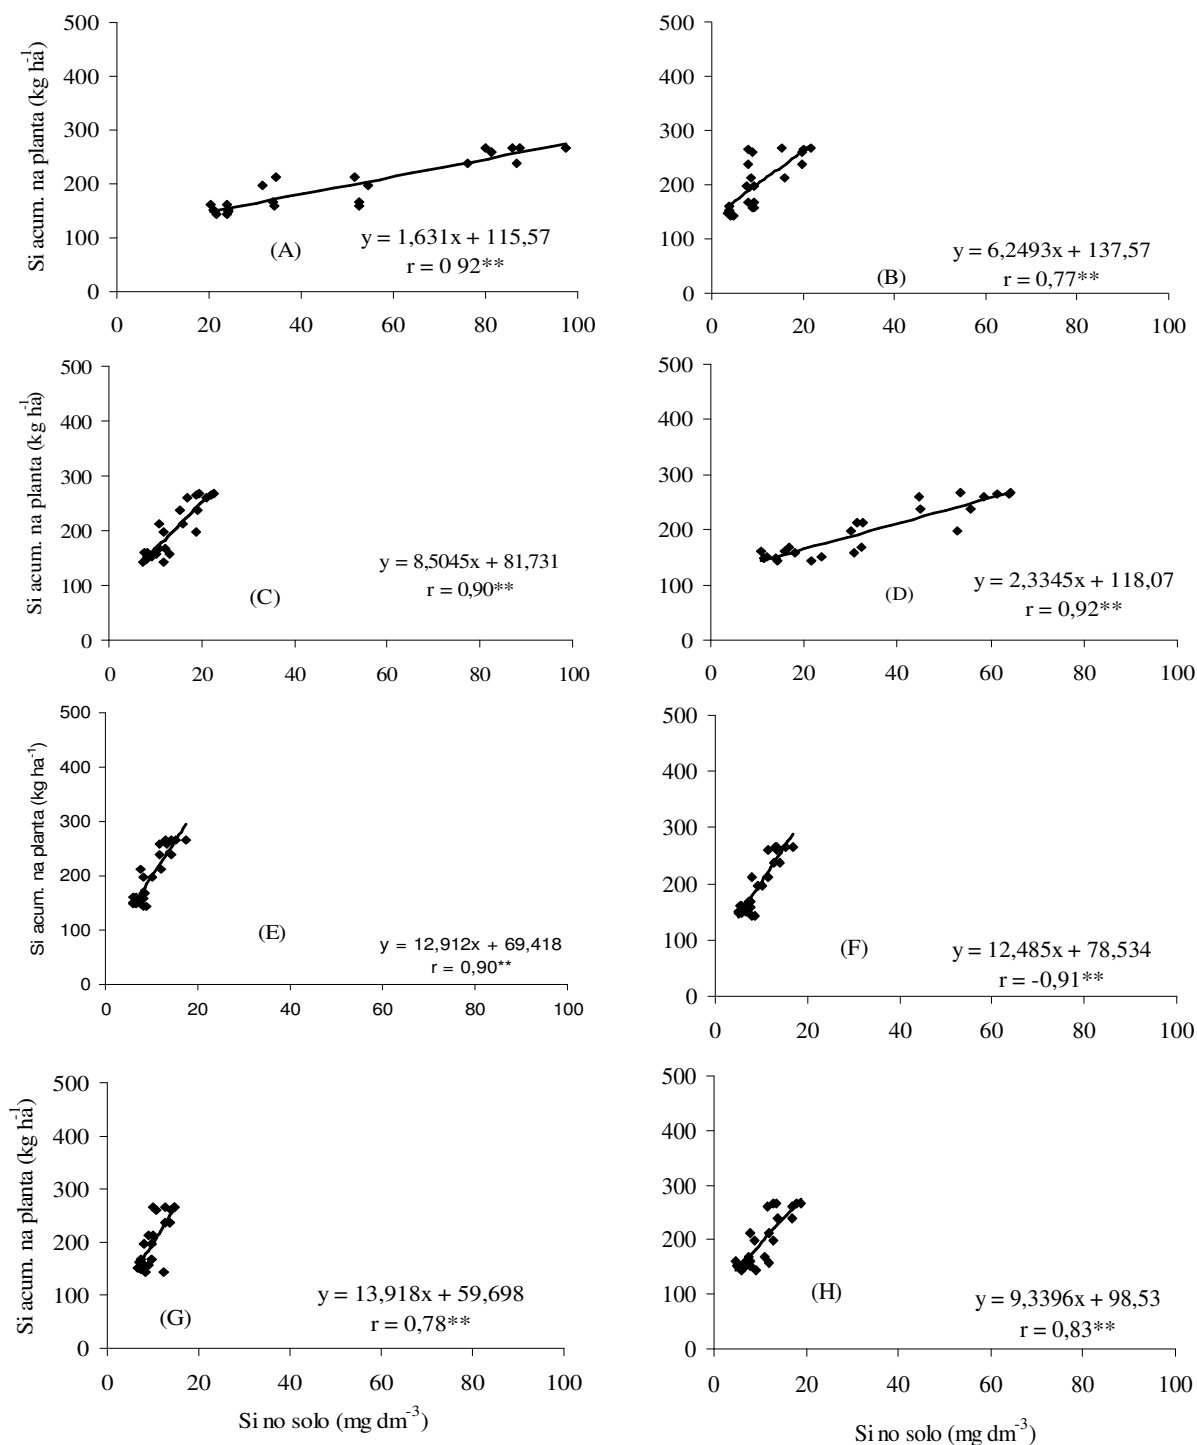 Si acum. na planta (kg ha-1)
500
400
300
200
100
0
(A)
y = 1,631x + 115,57
r = 0 92**
0 20 40 60 80 100
500
400
300
200
100
0
(B)
y = 6,2493x + 137,57
r = 0,77**
0 20 40 60 80 100
Si acum. na planta (kg ha-1)
500
400
300
200
100
0
(C)
y = 8,5045x + 81,731
r = 0,90**
0 20 40 60 80 100
500
400
300
200
100
0
(D)
y = 2,3345x + 118,07
r = 0,92**
0 20 40 60 80 100
Si acum. na planta (kg ha-1)
500
400
300
200
100
0
(E)
y = 12,912x + 69,418
r = 0,90**
0 20 40 60 80 100
500
400
300
200
100
0
(F)
y = 12,485x + 78,534
r = -0,91**
0 20 40 60 80 100
Si acum. na planta (kg ha-1)
500
400
300
200
100
0
(G)
y = 13,918x + 59,698
r = 0,78**
0 20 40 60 80 100
Si no solo (mg dm-3)
500
400
300
200
100
0
(H)
y = 9,3396x + 98,53
r = 0,83**
0 20 40 60 80 100
Si no solo (mg dm-3)